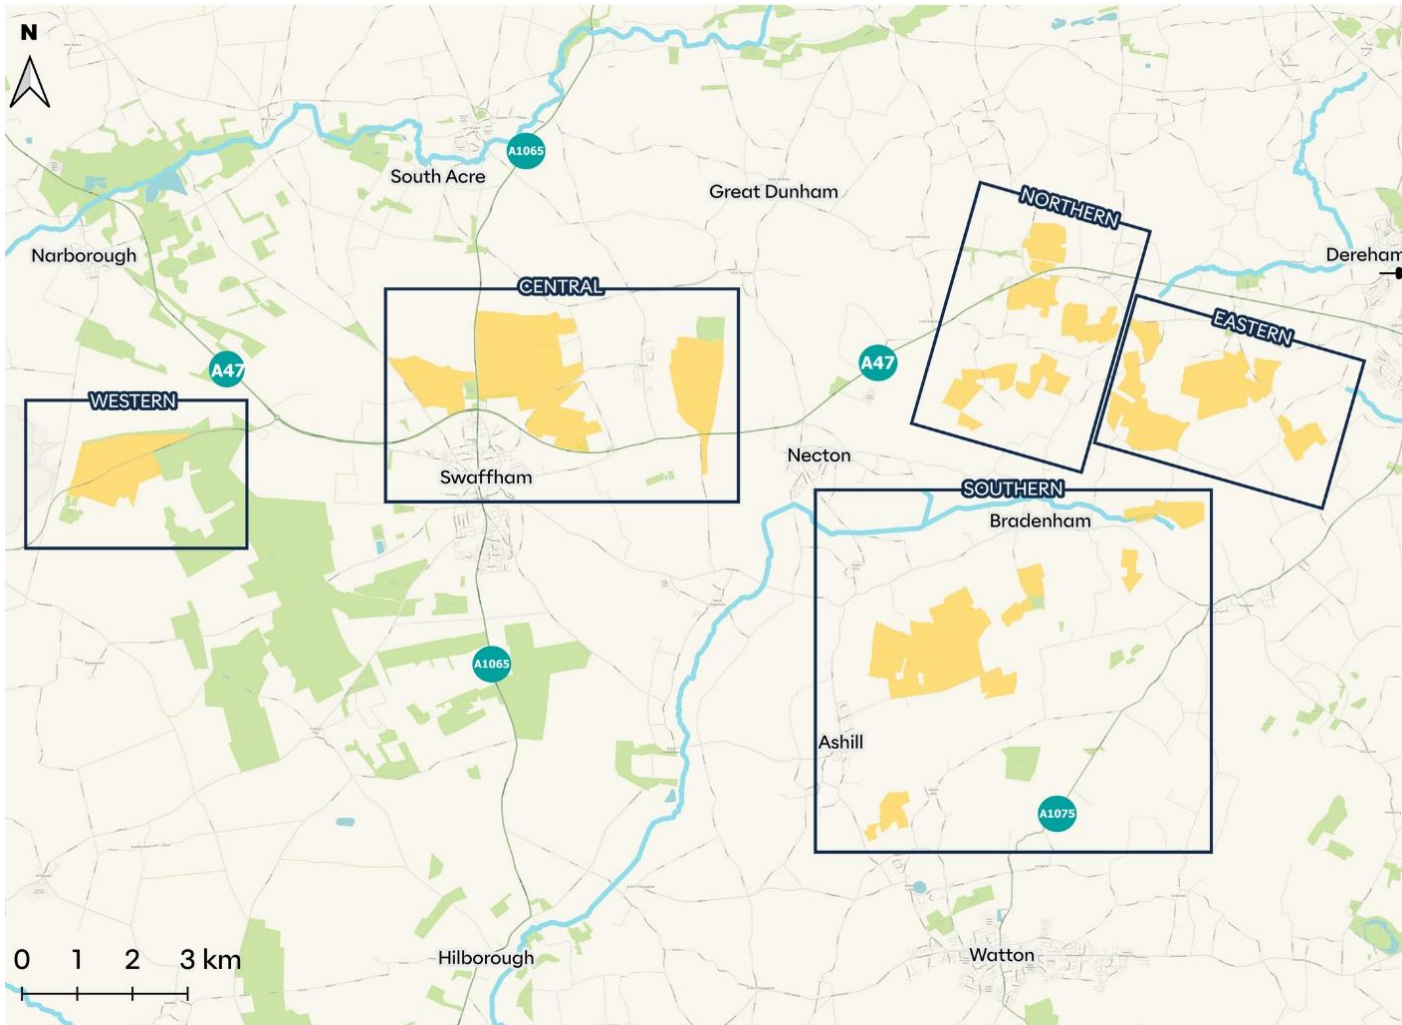 N
A1065
South Acre
Great Dunham
NORTHERN
Narborough
Dereham
CENTRAL
EASTERN
A47
A47
WESTERN
Necton
Swaffham
SOUTHERN
Bradenham
A1065
Ashill
A1075
Hilborough
Watton
0 1 2 3 km